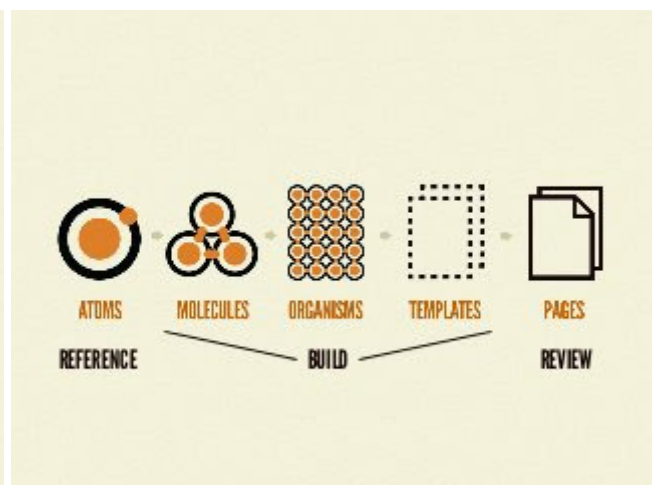 ATOMS MOLECULES ORGANISMS TEMPLATES PAGES
REFERENCE BUILD REVIEW